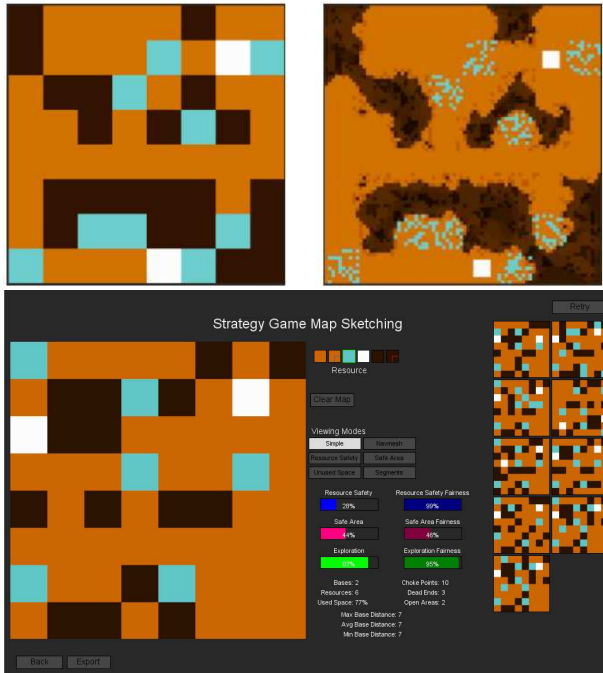 Retry
Strategy Game Map Sketching
Resource
Clear Map
Viewing Modes
Simple Navmesh
Resource Safety Safe Area
Unused Space Segments
Resource Safety Resource Safety Fairness
28% 99%
Safe Area Safe Area Fairness
44% 46%
Exploration Exploration Fairness
95%
Bases: 2 Choke Points: 10
Resources: 6 Dead Ends: 3
Used Space: 77% Open Areas: 2
Max Base Distance: 7
Avg Base Distance: 7
Min Base Distance: 7
Back Export